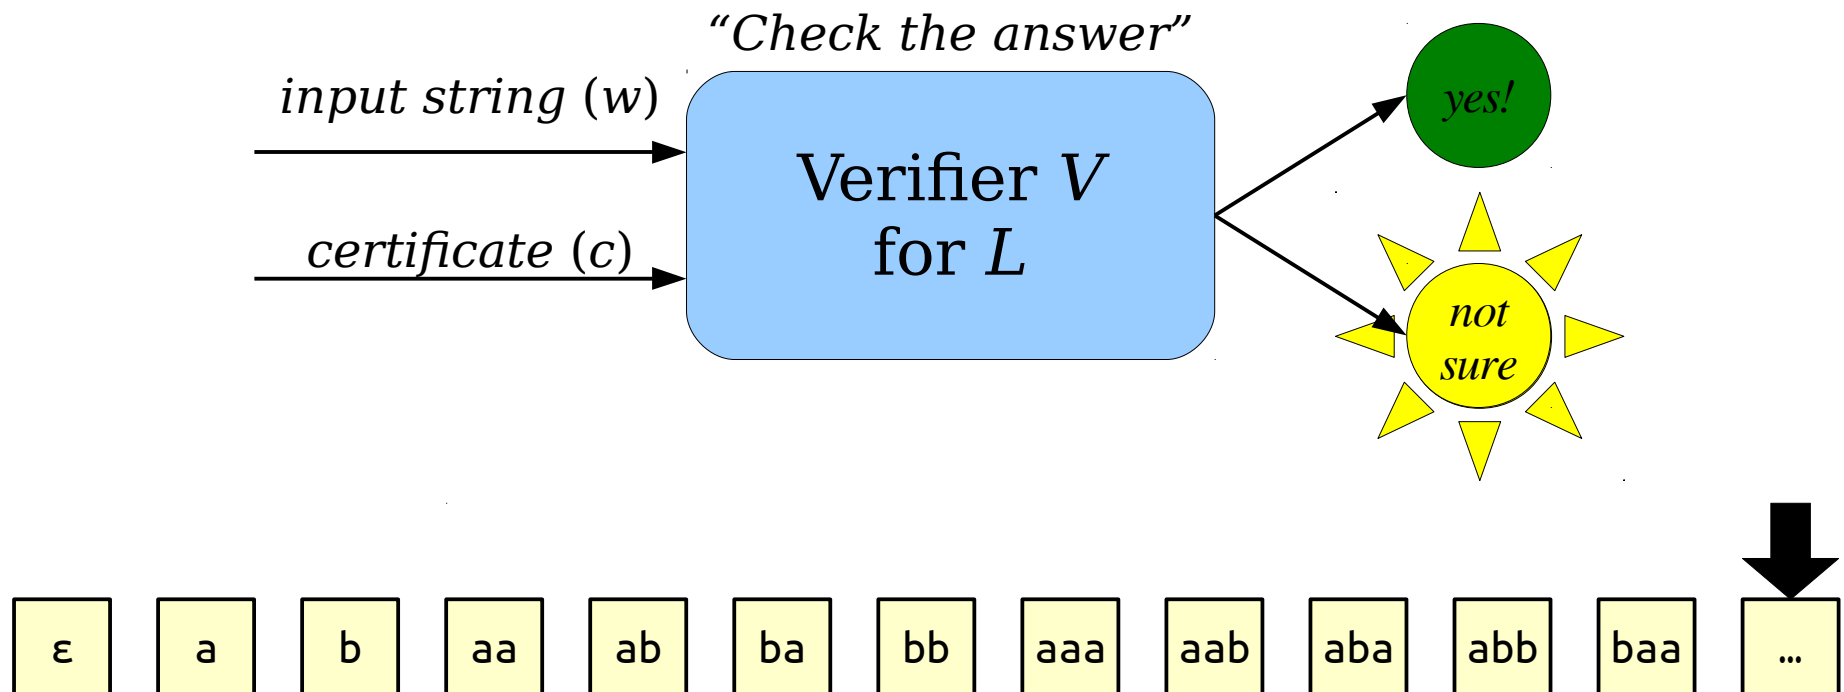 “Check the answer”
input string (w)
certificate (c)
Verifier V
for L
yes!
not
sure
ε a b aa ab ba bb aaa aab aba abb baa …